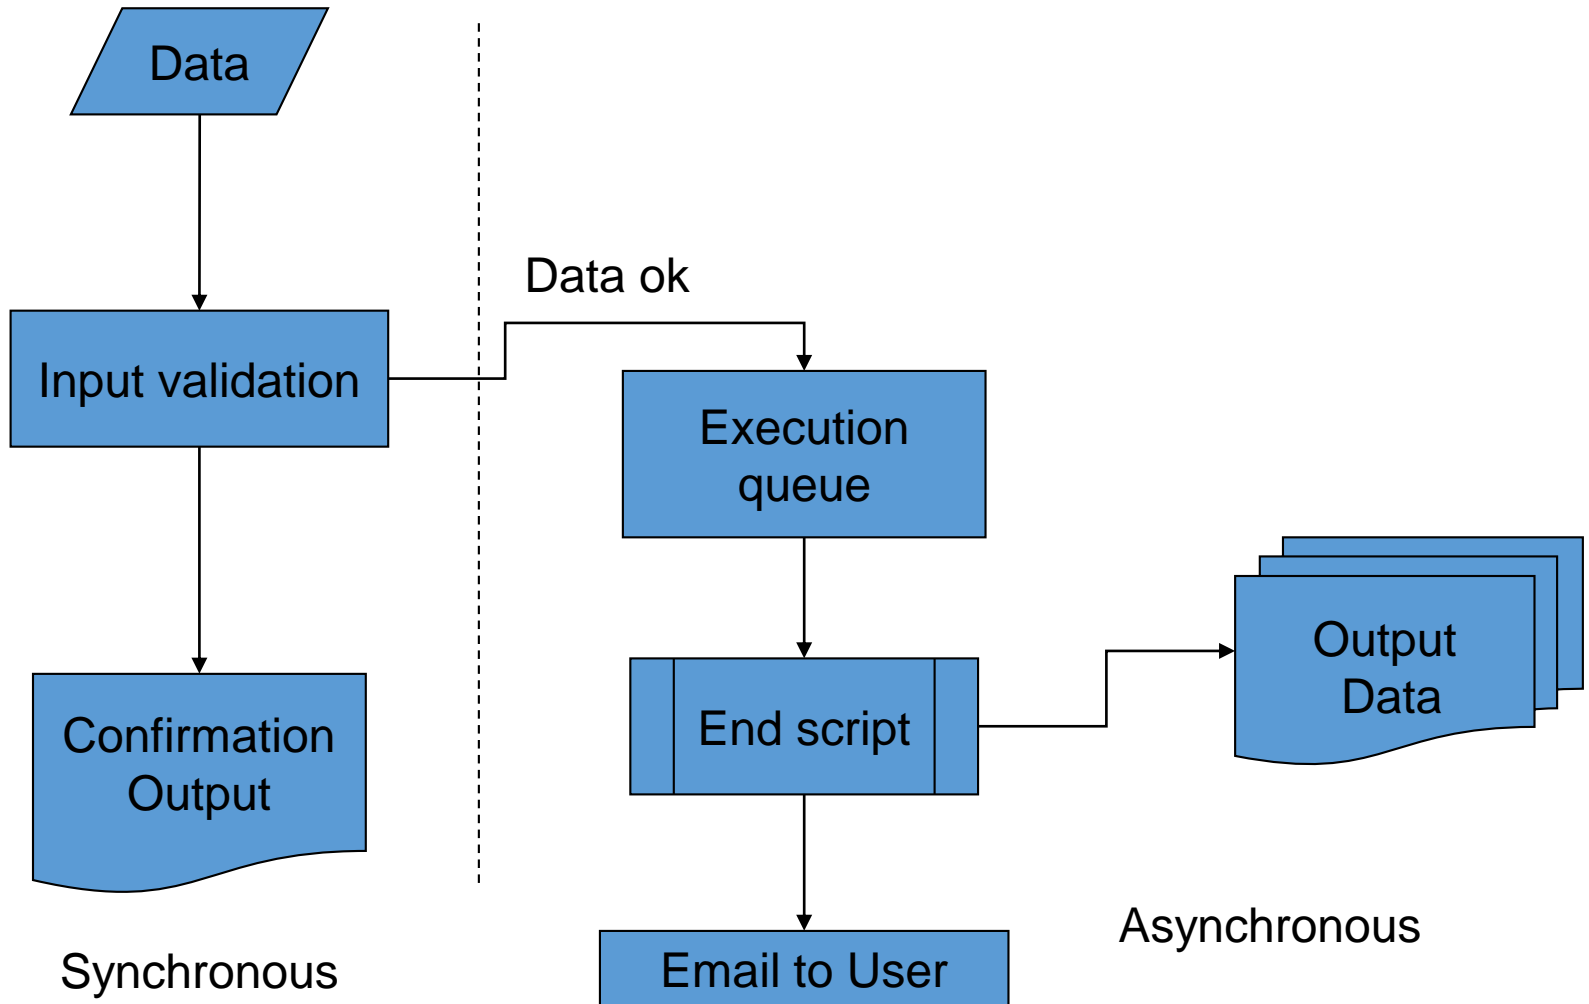 Data
Data ok
Input validation
Execution
queue
Output
Data
End script
Confirmation
Output
Asynchronous
Synchronous
Email to User